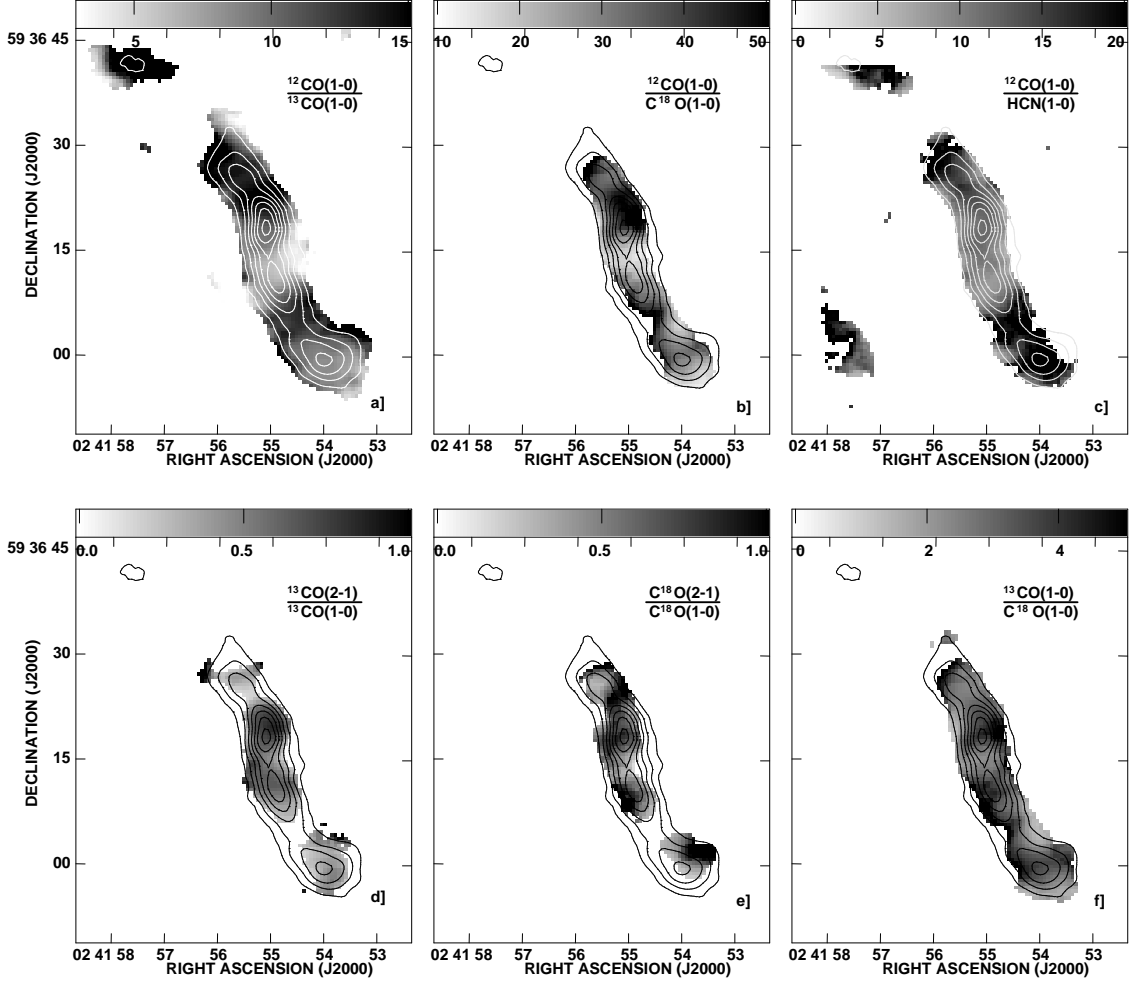 5 10 15
10 20 30 40 50
0 5 10 15 20
59 36 45
30
15
00
DECLINATION (J2000)
¹²CO(1-0)
¹³CO(1-0)
a]
¹²CO(1-0)
C¹⁸O(1-0)
b]
¹²CO(1-0)
HCN(1-0)
c]
02 41 58 57 56 55 54 53
RIGHT ASCENSION (J2000)
02 41 58 57 56 55 54 53
RIGHT ASCENSION (J2000)
02 41 58 57 56 55 54 53
RIGHT ASCENSION (J2000)
0.0 0.5 1.0
0.0 0.5 1.0
0 2 4
59 36 45
30
15
00
DECLINATION (J2000)
¹³CO(2-1)
¹³CO(1-0)
d]
C¹⁸O(2-1)
C¹⁸O(1-0)
e]
¹³CO(1-0)
C¹⁸O(1-0)
f]
02 41 58 57 56 55 54 53
RIGHT ASCENSION (J2000)
02 41 58 57 56 55 54 53
RIGHT ASCENSION (J2000)
02 41 58 57 56 55 54 53
RIGHT ASCENSION (J2000)